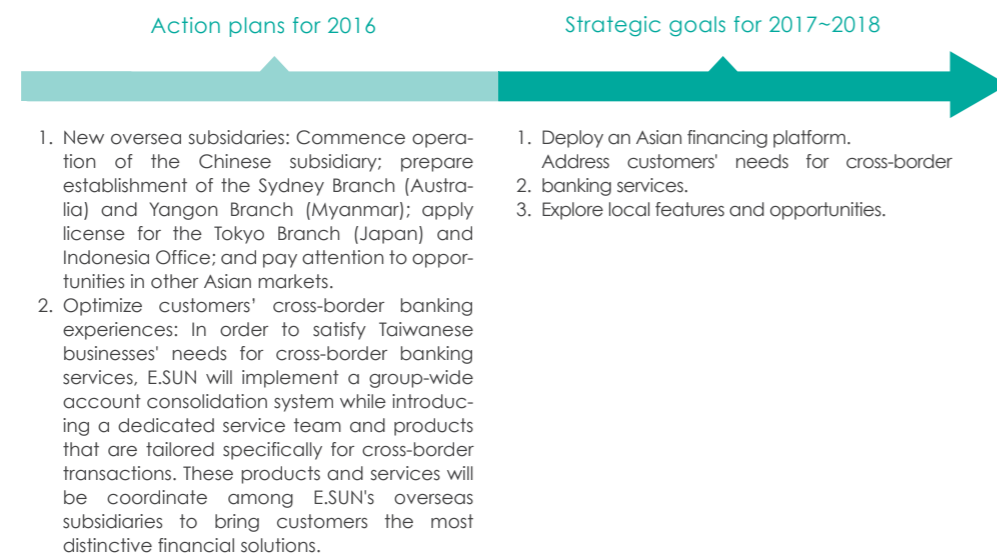 Action plans for 2016
Strategic goals for 2017~2018
1. New oversea subsidaries: Commence opera-
tion of the Chinese subsidiary; prepare
establishment of the Sydney Branch (Austra-
lia) and Yangon Branch (Myanmar); apply
license for the Tokyo Branch (Japan) and
Indonesia Office; and pay attention to oppor-
tunities in other Asian markets.
2. Optimize customers’ cross-border banking
experiences: In order to satisfy Taiwanese
businesses' needs for cross-border banking
services, E.SUN will implement a group-wide
account consolidation system while introduc-
ing a dedicated service team and products
that are tailored specifically for cross-border
transactions. These products and services will
be coordinate among E.SUN's overseas
subsidiaries to bring customers the most
distinctive financial solutions.
1. Deploy an Asian financing platform.
Address customers' needs for cross-border
2. banking services.
3. Explore local features and opportunities.